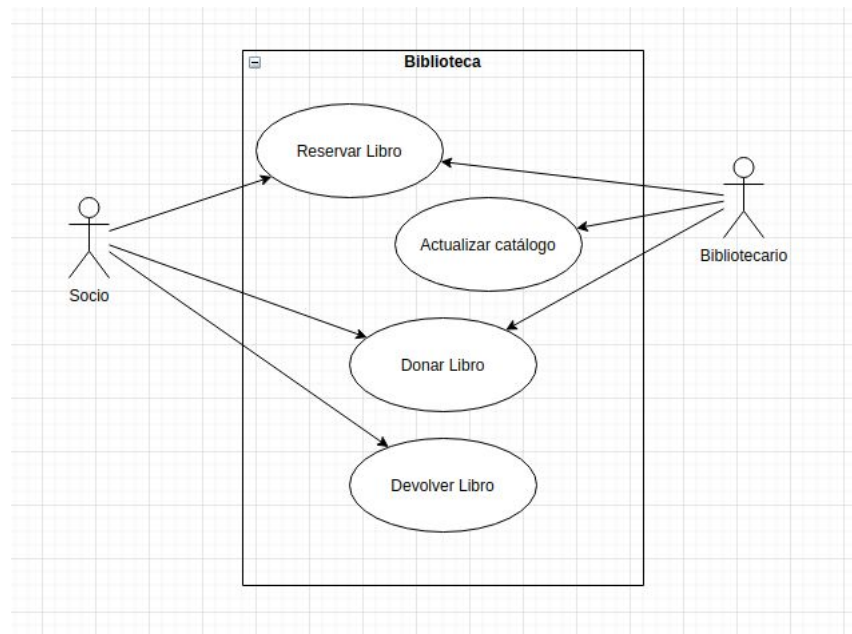 Biblioteca
Reservar Libro
Actualizar catálogo
Bibliotecario
Socio
Donar Libro
Devolver Libro